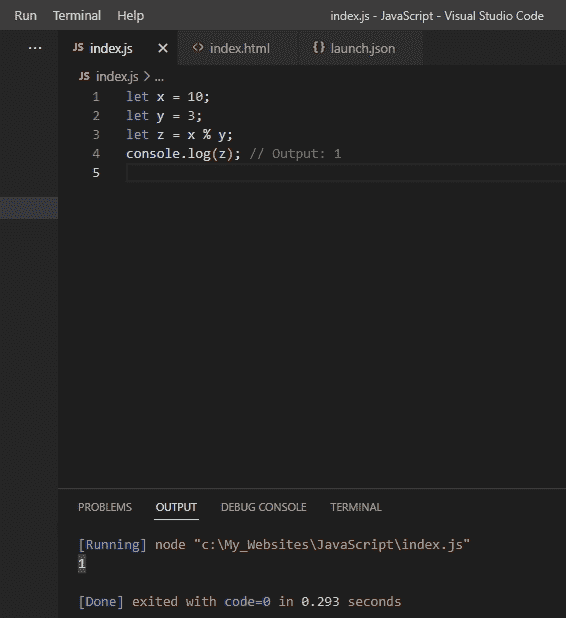 Run Terminal Help index.js - JavaScript - Visual Studio Code
... JS index.js × <> index.html {} launch.json
JS index.js > ...
1 let x = 10;
2 let y = 3;
3 let z = x % y;
4 console.log(z); // Output: 1
5
PROBLEMS OUTPUT DEBUG CONSOLE TERMINAL
[Running] node "c:\My_Websites\JavaScript\index.js"
1
[Done] exited with code=0 in 0.293 seconds